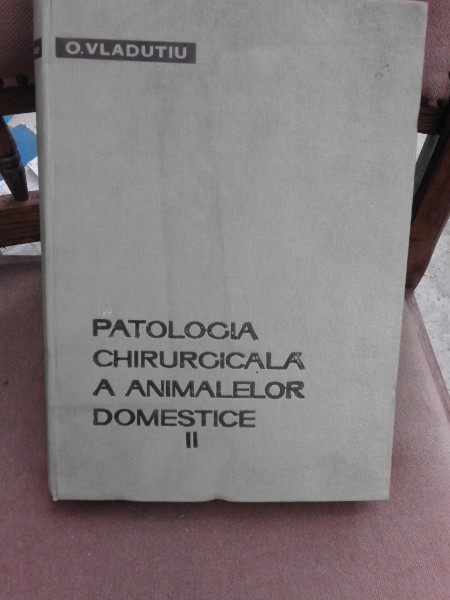 O.VLADUTIU
PATOLOGIA
CHIRURGICALĂ
A ANIMALELOR
DOMESTICE
II